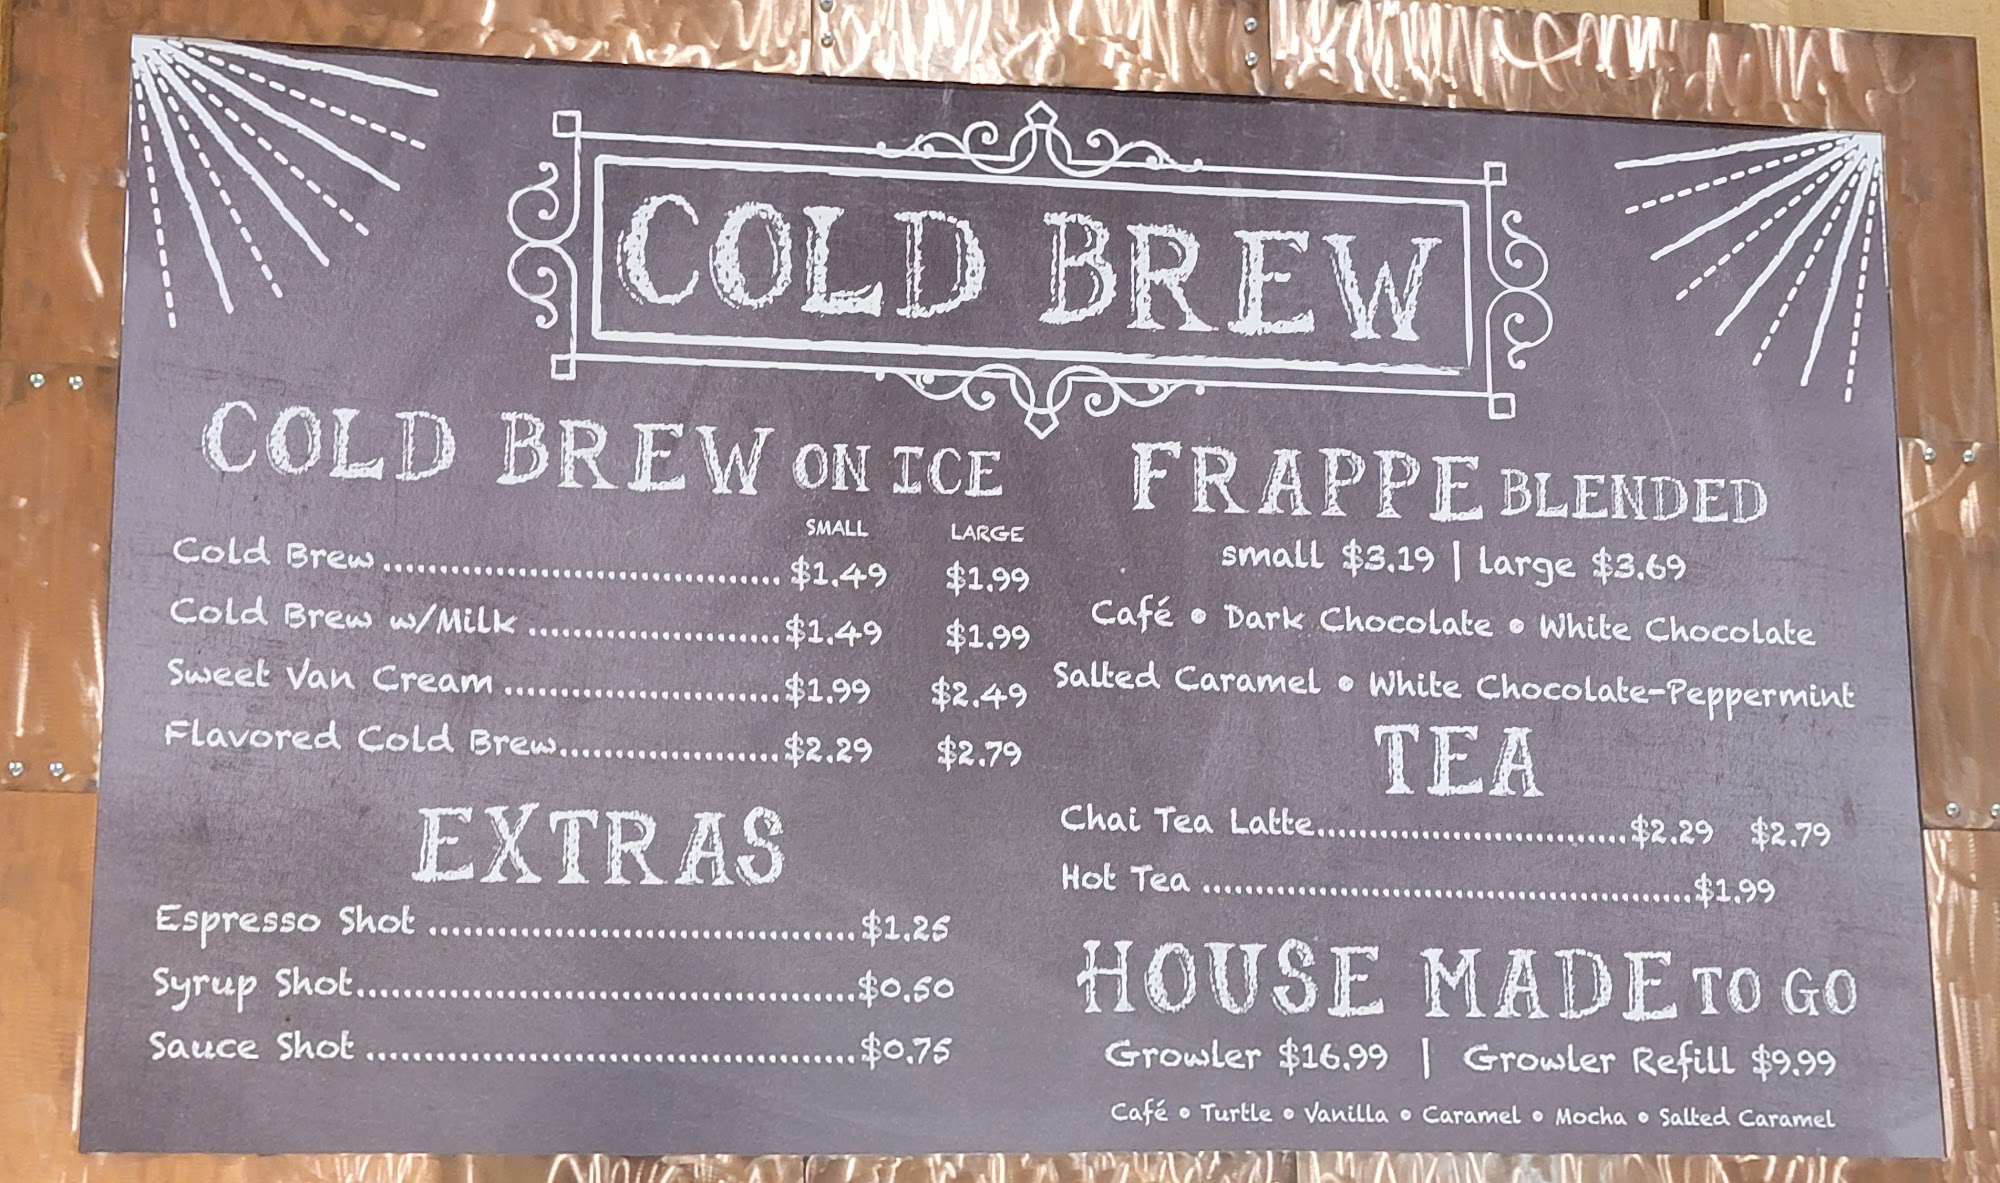 COLD BREW
COLD BREW ON ICE
SMALL LARGE
Cold Brew $1.49 $1.99
Cold Brew w/Milk $1.49 $1.99
Sweet Van Cream $1.99 $2.49
Flavored Cold Brew $2.29 $2.79
EXTRAS
Espresso Shot $1.25
Syrup Shot $0.50
Sauce Shot $0.75
FRAPPE BLENDED
small $3.19 | large $3.69
Café • Dark Chocolate • White Chocolate
Salted Caramel • White Chocolate-Peppermint
TEA
Chai Tea Latte $2.29 $2.79
Hot Tea $1.99
HOUSE MADE TO GO
Growler $16.99 | Growler Refill $9.99
Café • Turtle • Vanilla • Caramel • Mocha • Salted Caramel